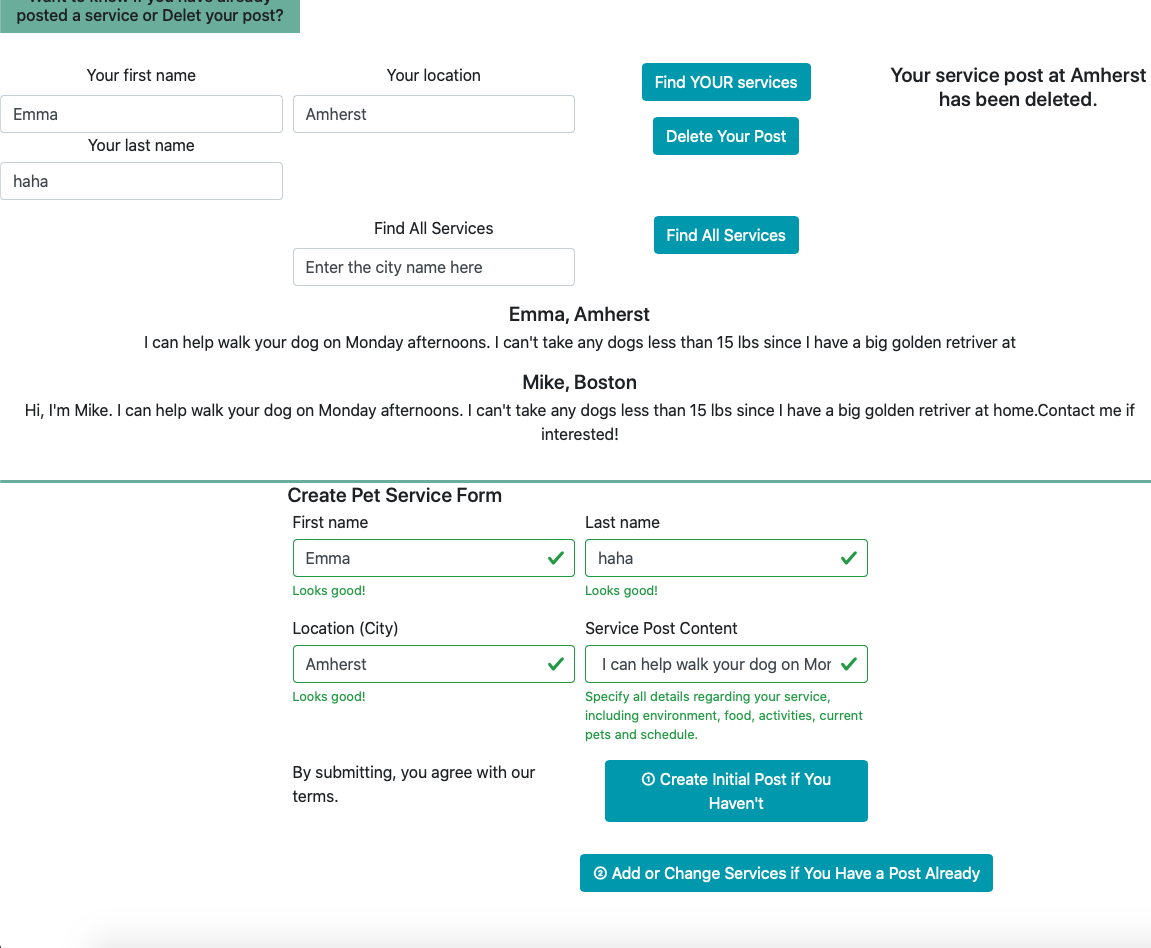 Want to know if you have already
posted a service or Delet your post?
Your first name
Your location
Find YOUR services
Your service post at Amherst
has been deleted.
Emma
Amherst
Delete Your Post
Your last name
haha
Find All Services
Find All Services
Enter the city name here
Emma, Amherst
I can help walk your dog on Monday afternoons. I can't take any dogs less than 15 lbs since I have a big golden retriver at
Mike, Boston
Hi, I'm Mike. I can help walk your dog on Monday afternoons. I can't take any dogs less than 15 lbs since I have a big golden retriver at home.Contact me if
interested!
Create Pet Service Form
First name
Last name
Emma
haha
Looks good!
Looks good!
Location (City)
Service Post Content
Amherst
I can help walk your dog on Mor
Looks good!
Specify all details regarding your service,
including environment, food, activities, current
pets and schedule.
By submitting, you agree with our
terms.
① Create Initial Post if You
Haven't
② Add or Change Services if You Have a Post Already